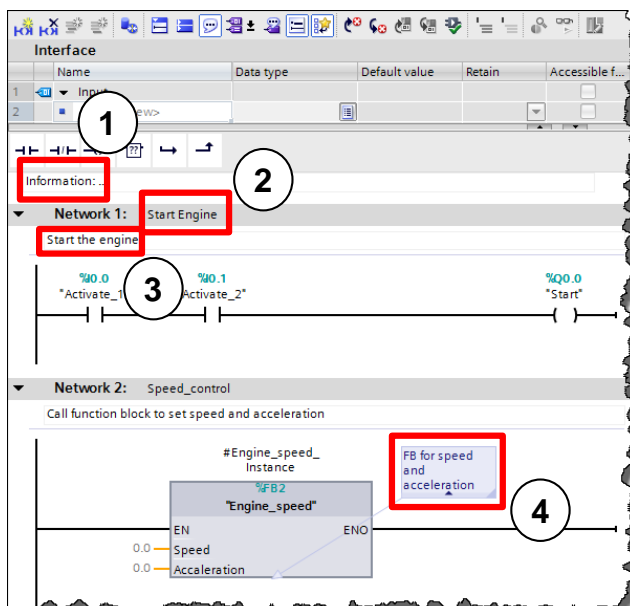 Interface
Name Data type Default value Retain Accessible f...
1 Input
2 ew>
1
??
Information: ..
2
Network 1: Start Engine
Start the engine
%I0.0 %I0.1 %Q0.0
"Activate_1 3 Activate_2" "Start"
Network 2: Speed_control
Call function block to set speed and acceleration
#Engine_speed_
Instance
FB for speed
and
acceleration
%FB2
"Engine_speed"
4
EN ENO
0.0 Speed
0.0 Acceleration